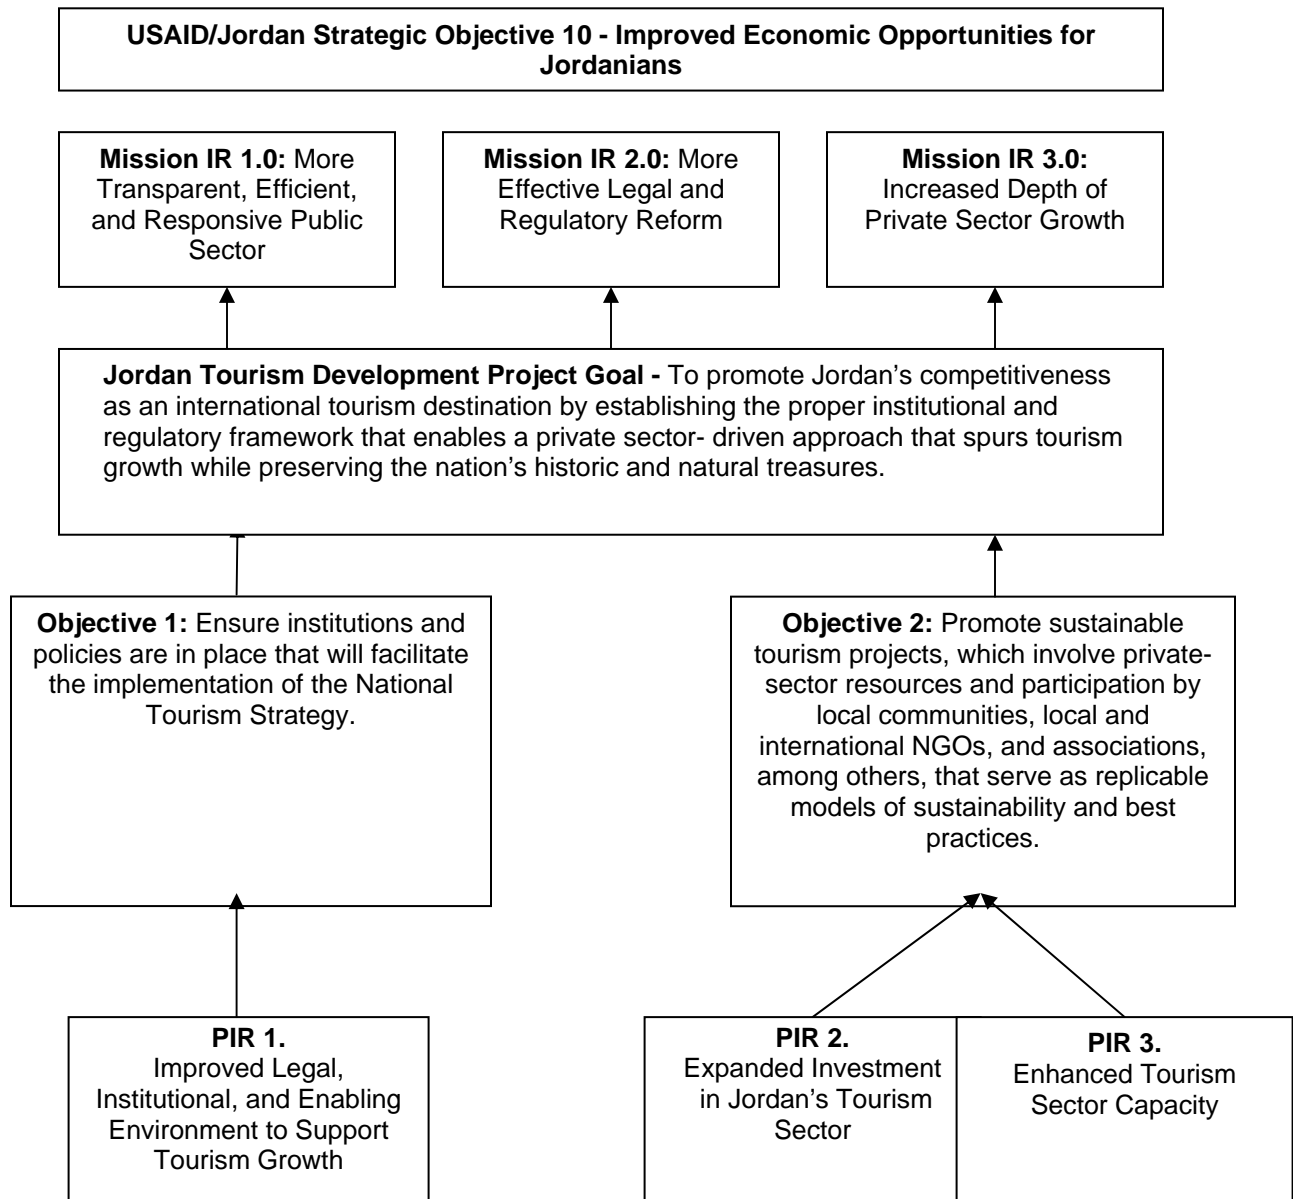 USAID/Jordan Strategic Objective 10 - Improved Economic Opportunities for
Jordanians
Mission IR 1.0: More
Transparent, Efficient,
and Responsive Public
Sector
Mission IR 2.0: More
Effective Legal and
Regulatory Reform
Mission IR 3.0:
Increased Depth of
Private Sector Growth
Jordan Tourism Development Project Goal - To promote Jordan’s competitiveness
as an international tourism destination by establishing the proper institutional and
regulatory framework that enables a private sector- driven approach that spurs tourism
growth while preserving the nation’s historic and natural treasures.
Objective 1: Ensure institutions and
policies are in place that will facilitate
the implementation of the National
Tourism Strategy.
Objective 2: Promote sustainable
tourism projects, which involve private-
sector resources and participation by
local communities, local and
international NGOs, and associations,
among others, that serve as replicable
models of sustainability and best
practices.
PIR 1.
Improved Legal,
Institutional, and Enabling
Environment to Support
Tourism Growth
PIR 2.
Expanded Investment
in Jordan’s Tourism
Sector
PIR 3.
Enhanced Tourism
Sector Capacity